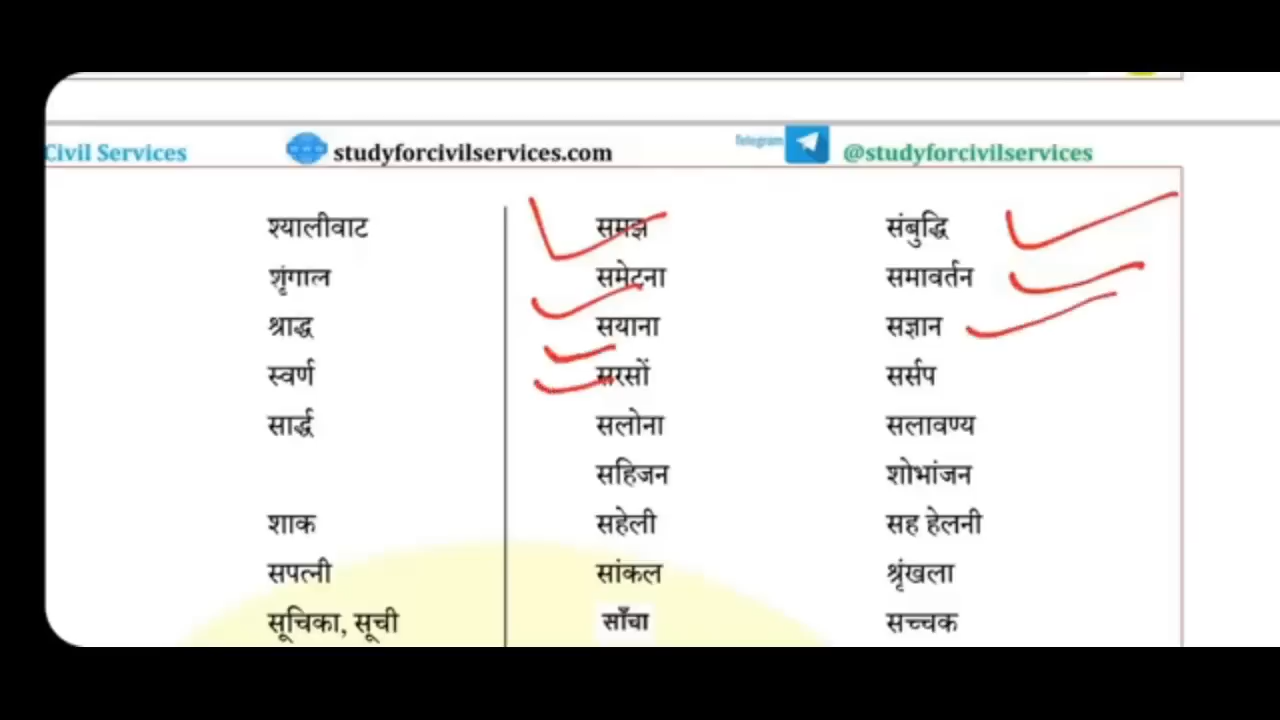 Civil Services studyforcivilservices.com Telegram @studyforcivilservices
श्यालीवाट समझ संबुद्धि
शृंगाल समेटना समावर्तन
श्राद्ध सयाना सज्ञान
स्वर्ण सरसों सर्सप
सार्द्ध सलोना सलावण्य
सहिजन शोभांजन
शाक सहेली सह हेलनी
सपत्नी सांकल श्रृंखला
सूचिका, सूची साँचा सच्चक